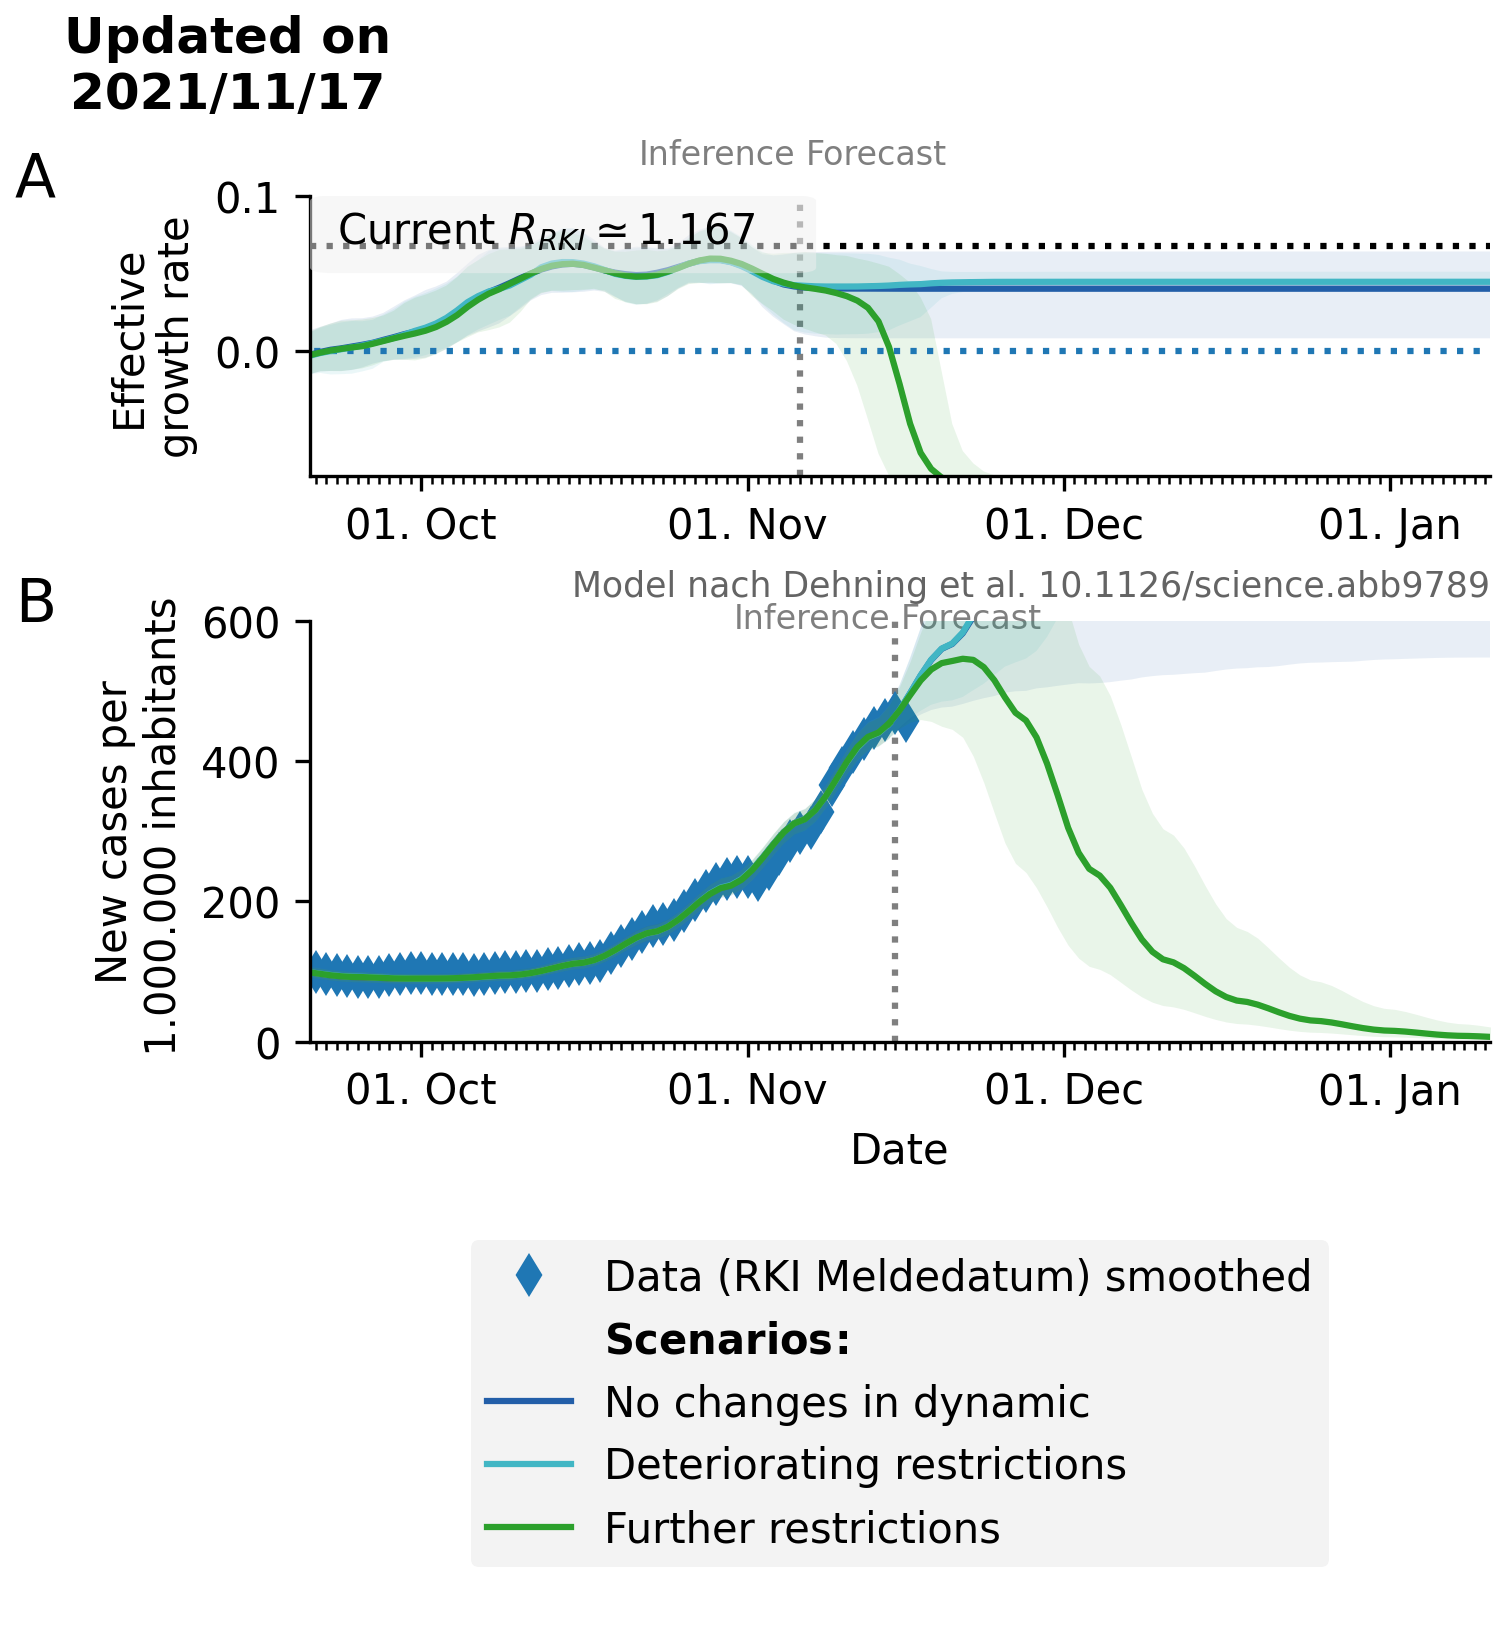 Updated on
2021/11/17
A
Inference Forecast
Effective
growth rate
0.1
0.0
Current R_RKI ≃ 1.167
01. Oct
01. Nov
01. Dec
01. Jan
B
Model nach Dehning et al. 10.1126/science.abb9789
Inference Forecast
New cases per
1.000.000 inhabitants
600
400
200
0
01. Oct
01. Nov
01. Dec
01. Jan
Date
Data (RKI Meldedatum) smoothed
Scenarios:
No changes in dynamic
Deteriorating restrictions
Further restrictions